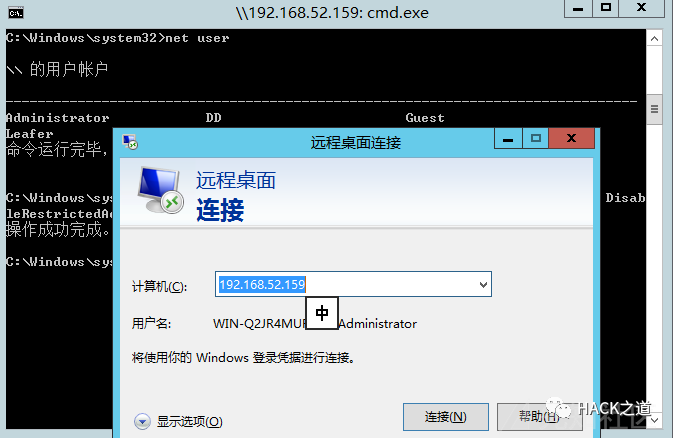 \\192.168.52.159: cmd.exe
C:\Windows\system32>net user
\\ 的用户帐户
-------------------------------------------------------------------------------
Administrator DD Guest
Leafer
命令运行完毕,
C:\Windows\sys Disab
leRestrictedAd
操作成功完成。
C:\Windows\sys
远程桌面连接
远程桌面
连接
计算机(C): 192.168.52.159
中
用户名: WIN-Q2JR4MU Administrator
将使用你的 Windows 登录凭据进行连接。
显示选项(O) 连接(N) 帮助(H)
HACK之道